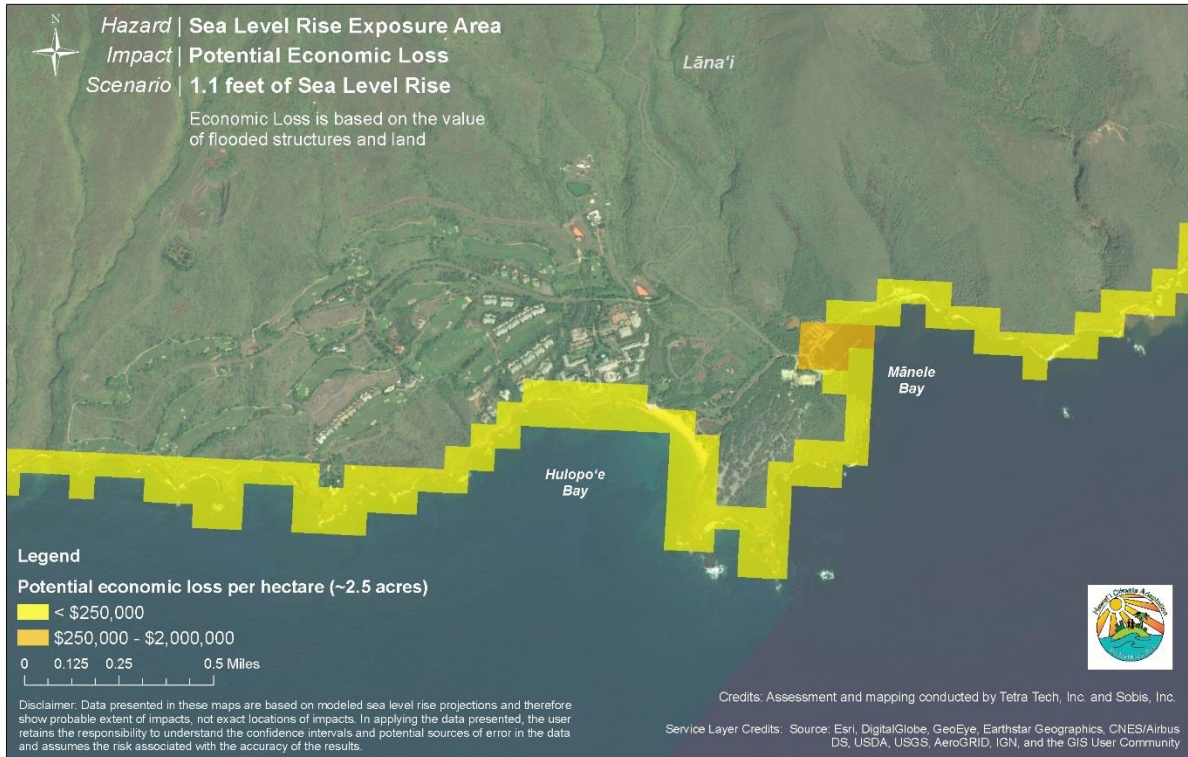 N
Hazard | Sea Level Rise Exposure Area
Impact | Potential Economic Loss
Scenario | 1.1 feet of Sea Level Rise
Economic Loss is based on the value
of flooded structures and land
Lāna‘i
Mānele
Bay
Hulopo‘e
Bay
Legend
Potential economic loss per hectare (~2.5 acres)
< $250,000
$250,000 - $2,000,000
0 0.125 0.25 0.5 Miles
Disclaimer: Data presented in these maps are based on modeled sea level rise projections and therefore
show probable extent of impacts, not exact locations of impacts. In applying the data presented, the user
retains the responsibility to understand the confidence intervals and potential sources of error in the data
and assumes the risk associated with the accuracy of the results.
Hawai‘i Climate Adaptation
Credits: Assessment and mapping conducted by Tetra Tech, Inc. and Sobis, Inc.
Service Layer Credits: Source: Esri, DigitalGlobe, GeoEye, Earthstar Geographics, CNES/Airbus
DS, USDA, USGS, AeroGRID, IGN, and the GIS User Community